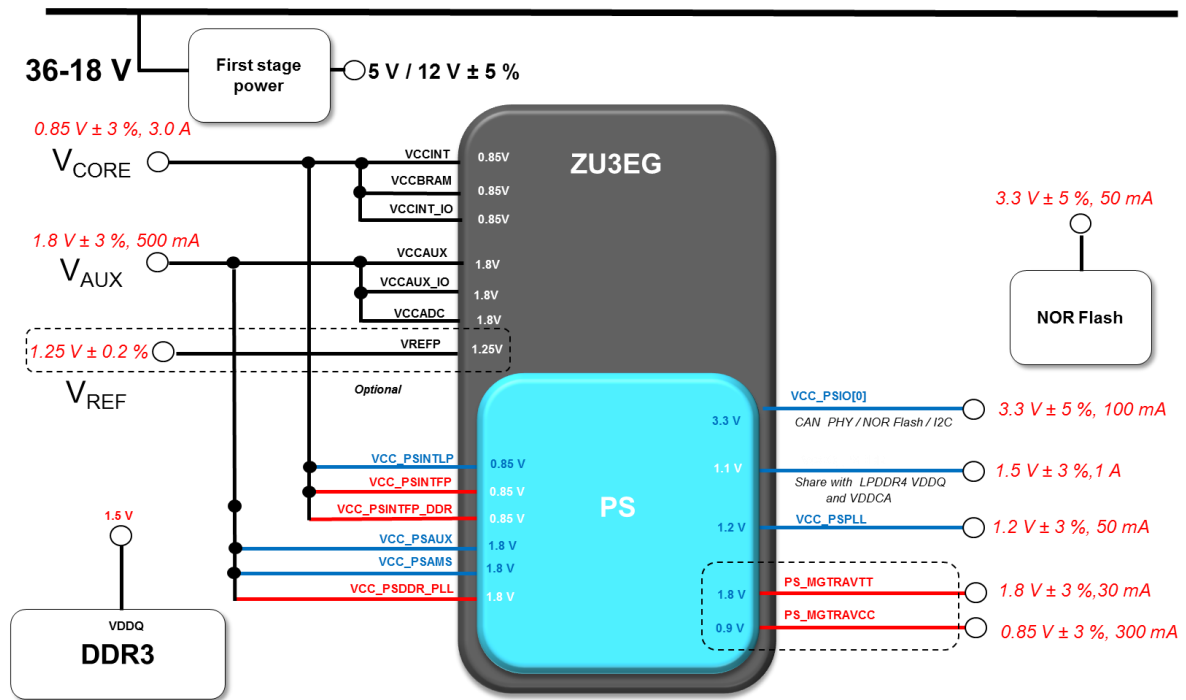 36-18 V
First stage
power
5 V / 12 V ± 5 %
0.85 V ± 3 %, 3.0 A
VCORE
VCCINT
0.85V
VCCBRAM
0.85V
VCCINT_IO
0.85V
ZU3EG
3.3 V ± 5 %, 50 mA
NOR Flash
1.8 V ± 3 %, 500 mA
VAUX
VCCAUX
1.8V
VCCAUX_IO
1.8V
VCCADC
1.8V
1.25 V ± 0.2 %
VREFP
1.25V
VREF
Optional
VCC_PSIO[0]
3.3 V
CAN PHY / NOR Flash / I2C
3.3 V ± 5 %, 100 mA
VCC_PSINTLP
0.85 V
1.1 V
1.5 V ± 3 %,1 A
Share with LPDDR4 VDDQ
and VDDCA
VCC_PSINTFP
0.85 V
PS
VCC_PSINTFP_DDR
0.85 V
VCC_PSPLL
1.2 V
1.2 V ± 3 %, 50 mA
VCC_PSAUX
1.8 V
VCC_PSAMS
1.8 V
VCC_PSDDR_PLL
1.8 V
PS_MGTRAVTT
1.8 V
1.8 V ± 3 %,30 mA
PS_MGTRAVCC
0.9 V
0.85 V ± 3 %, 300 mA
1.5 V
VDDQ
DDR3